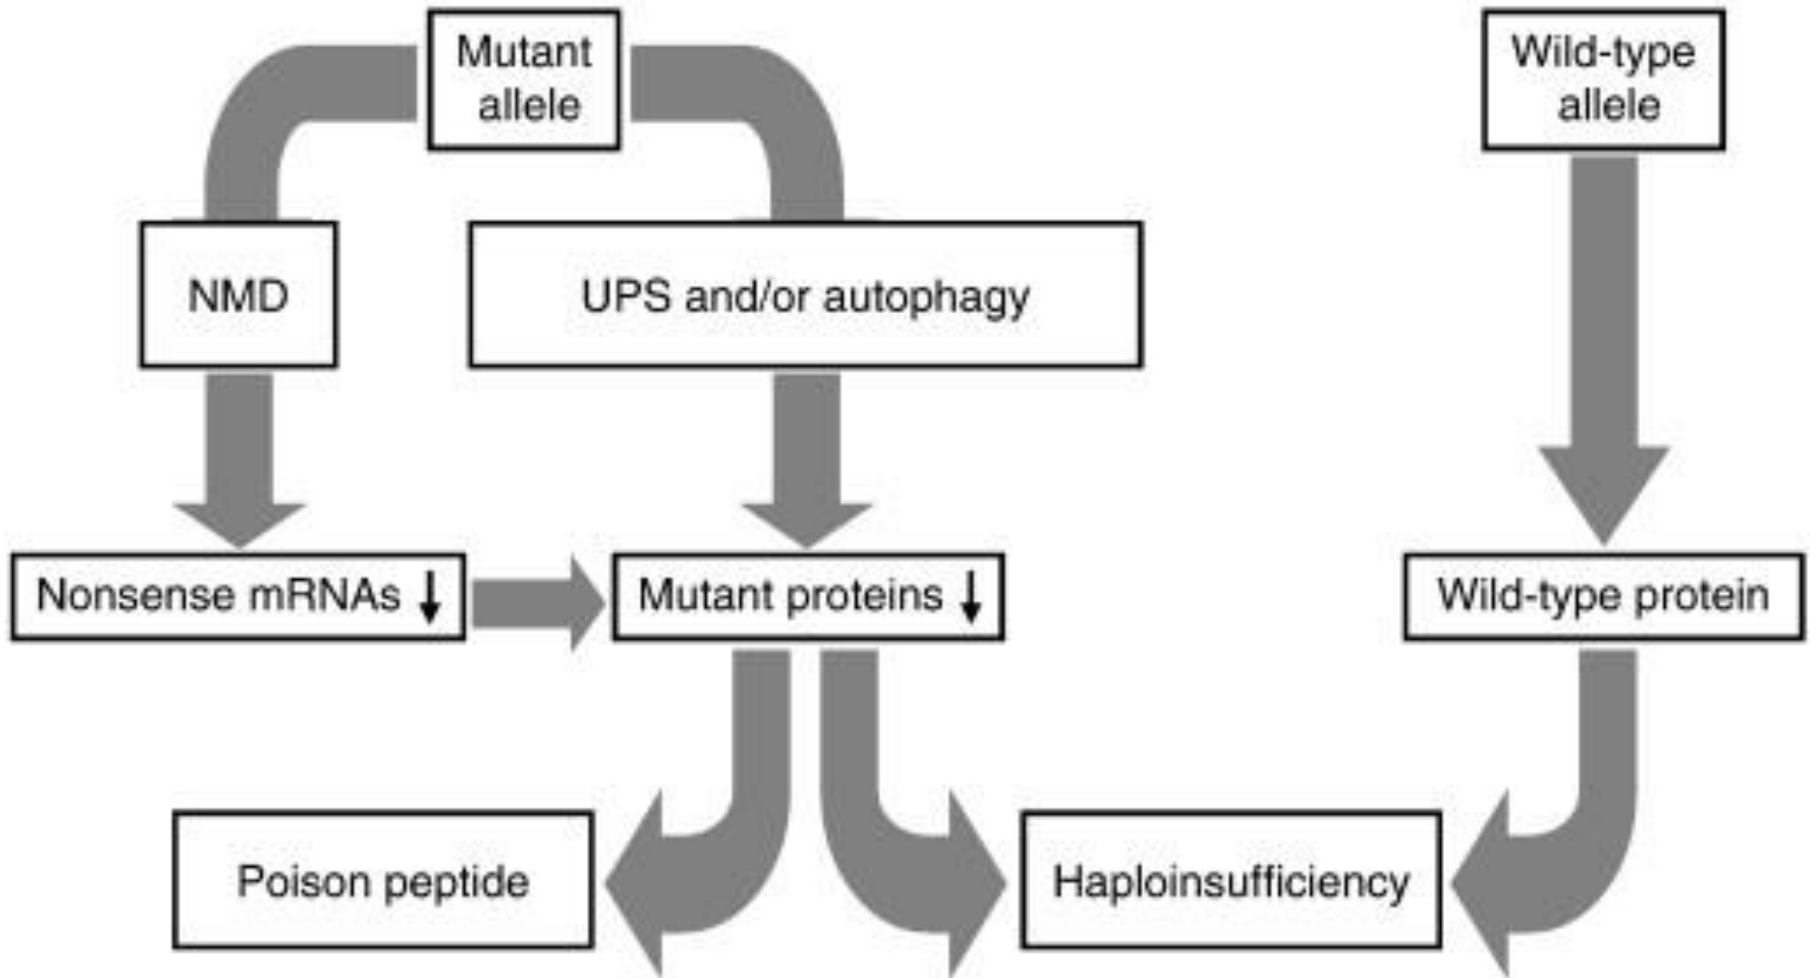 Mutant
allele
Wild-type
allele
NMD
UPS and/or autophagy
Nonsense mRNAs ↓
Mutant proteins ↓
Wild-type protein
Poison peptide
Haploinsufficiency